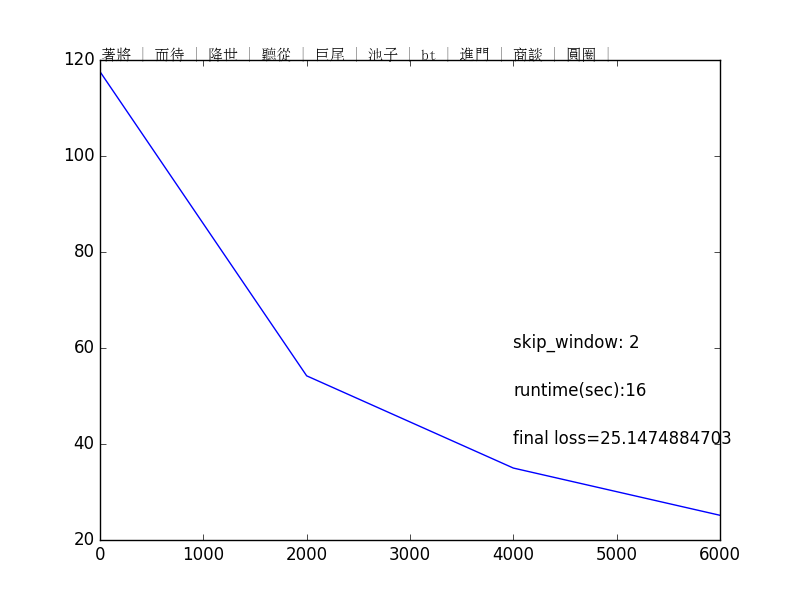 著將 | 而待 | 降世 | 聽從 | 巨尾 | 池子 | bt | 進門 | 商談 | 圓圈 |
120
100
80
60
40
20
skip_window: 2
runtime(sec):16
final loss=25.1474884703
0 1000 2000 3000 4000 5000 6000